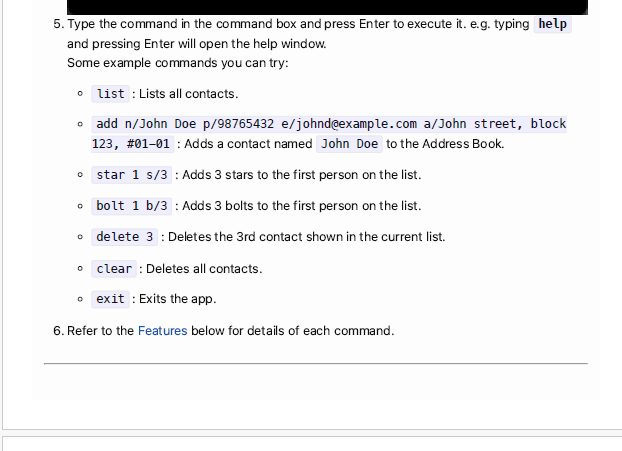 5. Type the command in the command box and press Enter to execute it. e.g. typing help
and pressing Enter will open the help window.
Some example commands you can try:
list : Lists all contacts.
add n/John Doe p/98765432 e/johnd@example.com a/John street, block
123, #01-01 : Adds a contact named John Doe to the Address Book.
star 1 s/3 : Adds 3 stars to the first person on the list.
bolt 1 b/3 : Adds 3 bolts to the first person on the list.
delete 3 : Deletes the 3rd contact shown in the current list.
clear : Deletes all contacts.
exit : Exits the app.
6. Refer to the Features below for details of each command.